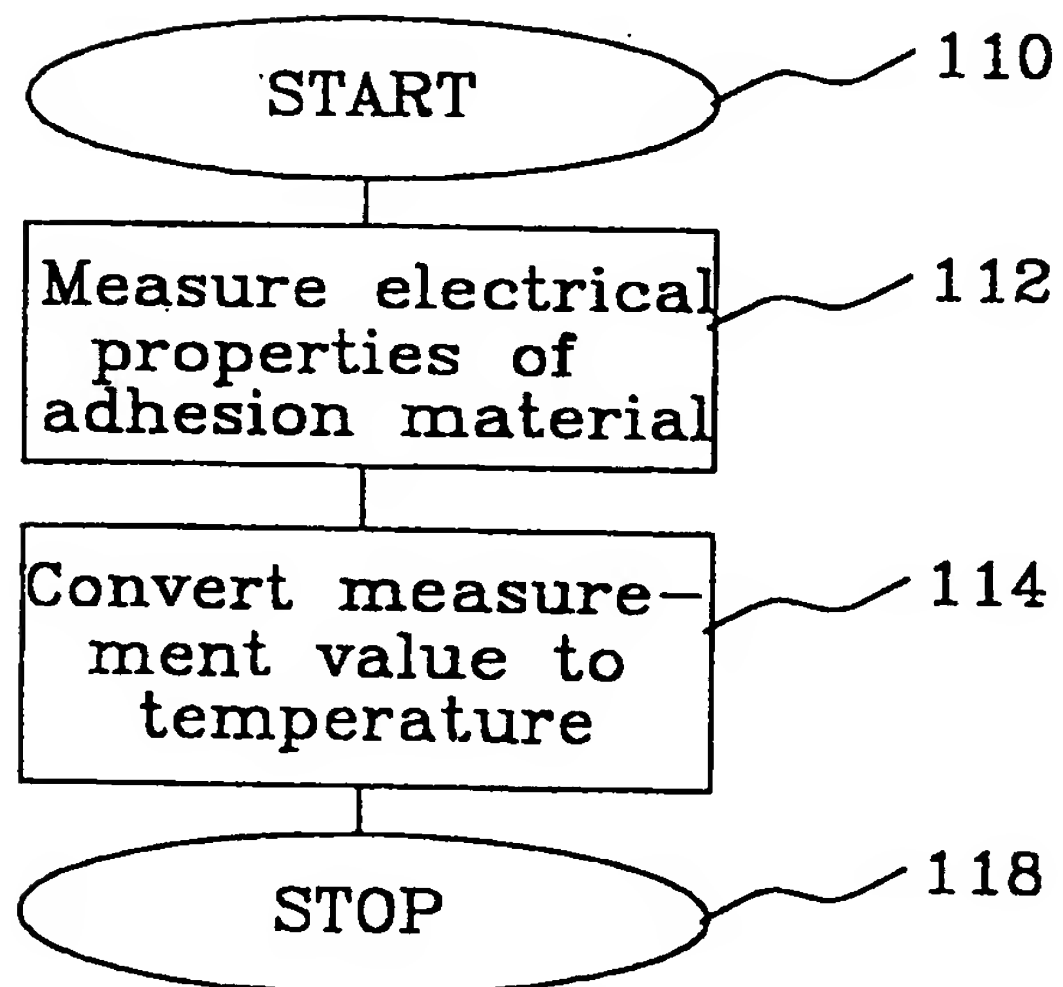 START
110
Measure electrical
properties of
adhesion material
112
Convert measure-
ment value to
temperature
114
STOP
118